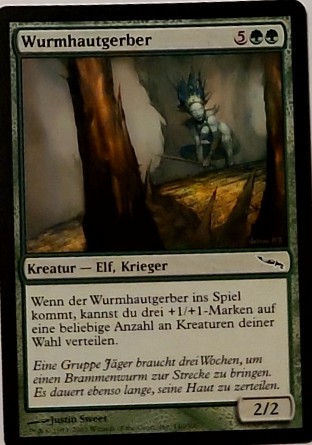 Wurmhautgerber 5
Kreatur — Elf, Krieger
Wenn der Wurmhautgerber ins Spiel
kommt, kannst du drei +1/+1-Marken auf
eine beliebige Anzahl an Kreaturen deiner
Wahl verteilen.
Eine Gruppe Jäger braucht drei Wochen, um
einen Brammenwurm zur Strecke zu bringen.
Es dauert ebenso lange, seine Haut zu zerteilen.
Justin Sweet
2/2